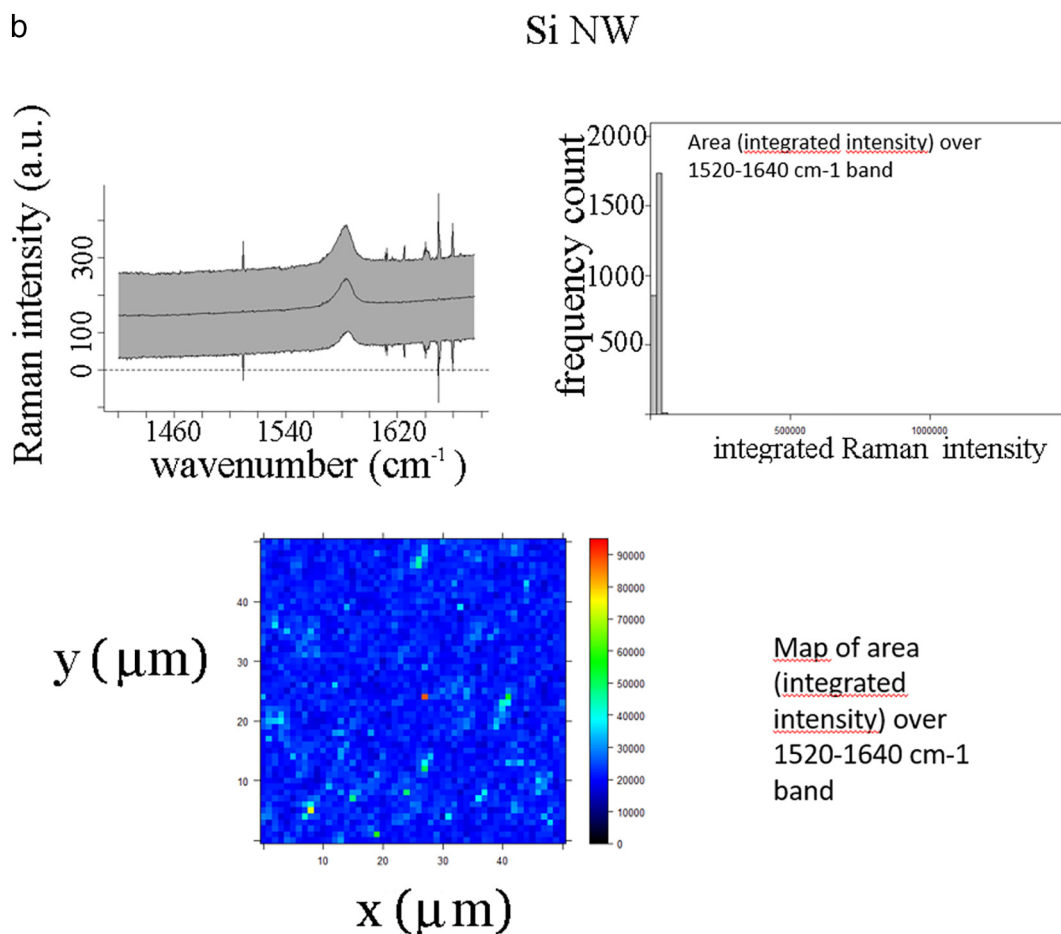 b
Si NW
Raman intensity (a.u.)
300
100
0
1460 1540 1620
wavenumber (cm-1)
frequency count
2000
1500
1000
500
Area (integrated intensity) over
1520-1640 cm-1 band
500000 1000000
integrated Raman intensity
y (μm)
40
30
20
10
10 20 30 40
x (μm)
90000
80000
70000
60000
50000
40000
30000
20000
10000
0
Map of area
(integrated
intensity) over
1520-1640 cm-1
band